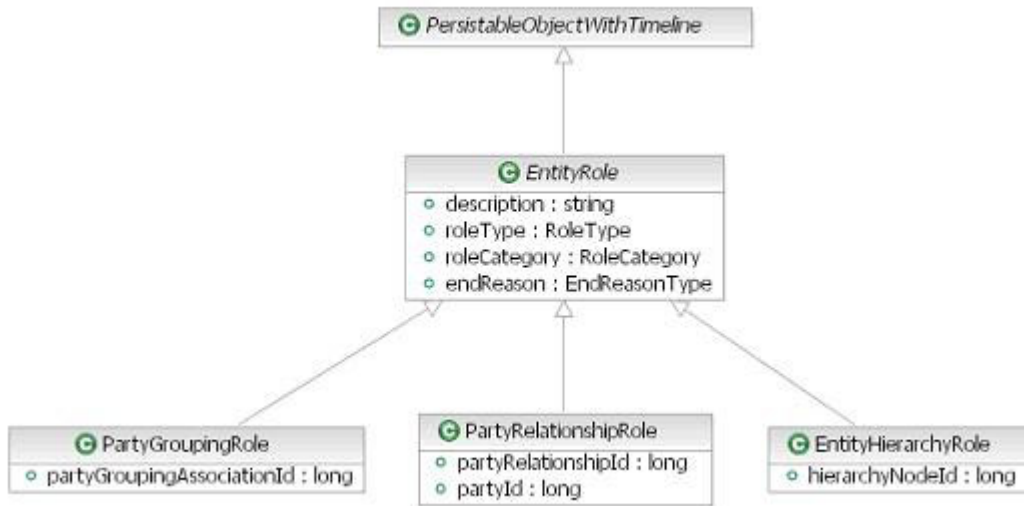 PersistableObjectWithTimeline
EntityRole
description : string
roleType : RoleType
roleCategory : RoleCategory
endReason : EndReasonType
PartyGroupingRole
partyGroupingAssociationId : long
PartyRelationshipRole
partyRelationshipId : long
partyId : long
EntityHierarchyRole
hierarchyNodeId : long